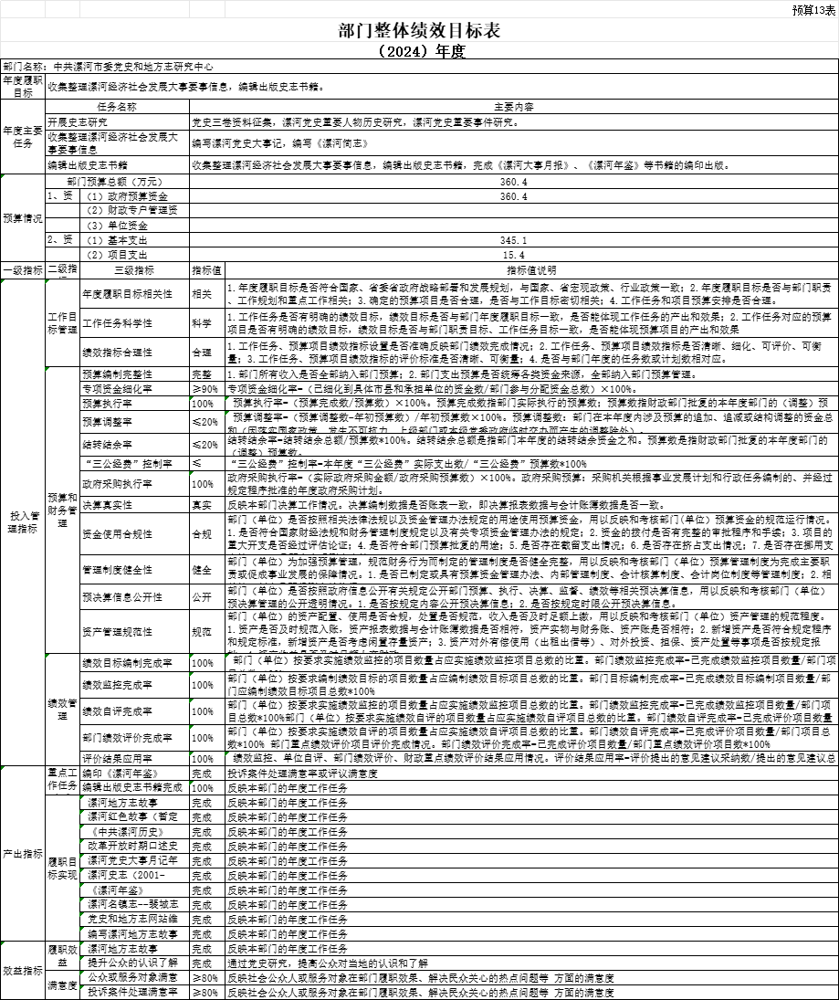 预算13表
部门整体绩效目标表
（2024）年度
部门名称：中共漯河市委党史和地方志研究中心
年度履职目标 收集整理漯河经济社会发展大事要事信息，编辑出版史志书籍。
年度主要任务 任务名称 主要内容
开展史志研究 党史三卷资料征集，漯河党史重要人物历史研究，漯河党史重要事件研究。
收集整理漯河经济社会发展大事要事信息 编写漯河党史大事记，编写《漯河简志》
编辑出版史志书籍 收集整理漯河经济社会发展大事要事信息，编辑出版史志书籍，完成《漯河大事月报》、《漯河年鉴》等书籍的编印出版。
预算情况 部门预算总额（万元） 360.4
1、资 （1）政府预算资金 360.4
（2）财政专户管理资
（3）单位资金
2、资 （1）基本支出 345.1
（2）项目支出 15.4
一级指标 二级指 三级指标 指标值 指标值说明
投入管理指标 工作目标管理 年度履职目标相关性 相关 1.年度履职目标是否符合国家、省委省政府战略部署和发展规划，与国家、省宏观政策、行业政策一致；2.年度履职目标是否与部门职责
、工作规划和重点工作相关；3.确定的预算项目是否合理，是否与工作目标密切相关；4.工作任务和项目预算安排是否合理。
工作任务科学性 科学 1.工作任务是否有明确的绩效目标，绩效目标是否与部门年度履职目标一致，是否能体现工作任务的产出和效果；2.工作任务对应的预算
项目是否有明确的绩效目标，绩效目标是否与部门职责目标、工作任务目标一致，是否能体现预算项目的产出和效果
绩效指标合理性 合理 1.工作任务、预算项目绩效指标设置是否准确反映部门绩效完成情况；2.工作任务、预算项目绩效指标是否清晰、细化、可评价、可衡
量；3.工作任务、预算项目绩效指标的评价标准是否清晰、可衡量；4.是否与部门年度的任务数或计划数相对应。
预算和财务管理 预算编制完整性 完整 1.部门所有收入是否全部纳入部门预算；2.部门支出预算是否统筹各类资金来源，全部纳入部门预算管理。
专项资金细化率 ≥90% 专项资金细化率=（已细化到具体市县和承担单位的资金数/部门参与分配资金总数）×100%。
预算执行率 100% 预算执行率=（预算完成数/预算数）×100%。预算完成数指部门实际执行的预算数；预算数指财政部门批复的本年度部门的（调整）预
预算调整率 ≤20% 预算调整率=（预算调整数-年初预算数）/年初预算数×100%。预算调整数：部门在本年度内涉及预算的追加、追减或结构调整的资金总
和（因落实国家政策、发生不可抗力、上级部门或本级党委政府临时交办而产生的调整除外）。
结转结余率 ≤20% 结转结余率=结转结余总额/预算数*100%。结转结余总额是指部门本年度的结转结余资金之和。预算数是指财政部门批复的本年度部门的
（调整）预算数。
“三公经费”控制率 ≤ “三公经费”控制率=本年度“三公经费”实际支出数/“三公经费”预算数*100%
政府采购执行率 100% 政府采购执行率=（实际政府采购金额/政府采购预算数）×100%。政府采购预算：采购机关根据事业发展计划和行政任务编制的、并经过
规定程序批准的年度政府采购计划。
决算真实性 真实 反映本部门决算工作情况。决算编制数据是否账表一致，即决算报表数据与会计账簿数据是否一致。
资金使用合规性 合规 部门（单位）是否按照相关法律法规以及资金管理办法规定的用途使用预算资金，用以反映和考核部门(单位）预算资金的规范运行情况。
1.是否符合国家财经法规和财务管理制度规定以及有关专项资金管理办法的规定；2.资金的拨付是否有完整的审批程序和手续；3.项目的
重大开支是否经过评估论证；4.是否符合部门预算批复的用途；5.是否存在截留支出情况；6.是否存在挤占支出情况；7.是否存在挪用支
管理制度健全性 健全 部门（单位）为加强预算管理，规范财务行为而制定的管理制度是否健全完整，用以反映和考核部门（单位）预算管理制度为完成主要职
责或促成事业发展的保障情况。1.是否已制定或具有预算资金管理办法、内部管理制度、会计核算制度、会计岗位制度等管理制度；2.相
预决算信息公开性 公开 部门（单位）是否按照政府信息公开有关规定公开部门预算、执行、决算、监督、绩效等相关预决算信息，用以反映和考核部门（单位）
预决算管理的公开透明情况。1.是否按规定内容公开预决算信息；2.是否按规定时限公开预决算信息。
资产管理规范性 规范 部门（单位）的资产配置、使用是否合规，处置是否规范，收入是否及时足额上缴，用以反映和考核部门（单位）资产管理的规范程度。
1.资产是否及时规范入账，资产报表数据与会计账簿数据是否相符，资产实物与财务账、资产账是否相符；2.新增资产是否符合规定程序
和规定标准，新增资产是否考虑闲置存量资产；3.资产对外有偿使用（出租出借等）、对外投资、担保、资产处置等事项是否按规定报
绩效管理 绩效目标编制完成率 100% 部门（单位）按要求实施绩效监控的项目数量占应实施绩效监控项目总数的比重。部门绩效监控完成率=已完成绩效监控项目数量/部门项
绩效监控完成率 100% 部门（单位）按要求编制绩效目标的项目数量占应编制绩效目标项目总数的比重。部门目标编制完成率=已完成绩效目标编制项目数量/部
门应编制绩效目标项目总数*100%
绩效自评完成率 100% 部门（单位）按要求实施绩效监控的项目数量占应实施绩效监控项目总数的比重。部门绩效监控完成率=已完成绩效监控项目数量/部门项
目总数*100%部门（单位）按要求实施绩效自评的项目数量占应实施绩效自评项目总数的比重。部门绩效自评完成率=已完成评价项目数量
部门绩效评价完成率 100% 部门（单位）按要求实施绩效自评的项目数量占应实施绩效自评项目总数的比重。部门绩效自评完成率=已完成评价项目数量/部门项目总
数*100% 部门重点绩效评价项目评价完成情况。部门绩效评价完成率=已完成评价项目数量/部门重点绩效评价项目数*100%
评价结果应用率 100% 绩效监控、单位自评、部门绩效评价、财政重点绩效评价结果应用情况。评价结果应用率=评价提出的意见建议采纳数/提出的意见建议总
产出指标 重点工作任务 编印《漯河年鉴》 完成 投诉案件处理满意率或评议满意度
编辑出版史志书籍完成 100% 反映本部门的年度工作任务
履职目标实现 漯河地方志故事 完成 反映本部门的年度工作任务
漯河红色故事（暂定 完成 反映本部门的年度工作任务
《中共漯河历史》 完成 反映本部门的年度工作任务
改革开放时期口述史 完成 反映本部门的年度工作任务
漯河党史大事月记年 完成 反映本部门的年度工作任务
漯河史志（2001- 完成 反映本部门的年度工作任务
《漯河年鉴》 完成 反映本部门的年度工作任务
漯河名镇志--裴城志 完成 反映本部门的年度工作任务
党史和地方志网站维 完成 反映本部门的年度工作任务
编写漯河地方志故事 完成 反映本部门的年度工作任务
效益指标 履职效益 漯河地方志故事 完成 反映本部门的年度工作任务
提升公众的认识了解 完成 通过党史研究，提高公众对当地的认识和了解
满意度 公众或服务对象满意 ≥80% 反映社会公众人或服务对象在部门履职效果、解决民众关心的热点问题等 方面的满意度
投诉案件处理满意率 ≥80% 反映社会公众人或服务对象在部门履职效果、解决民众关心的热点问题等 方面的满意度